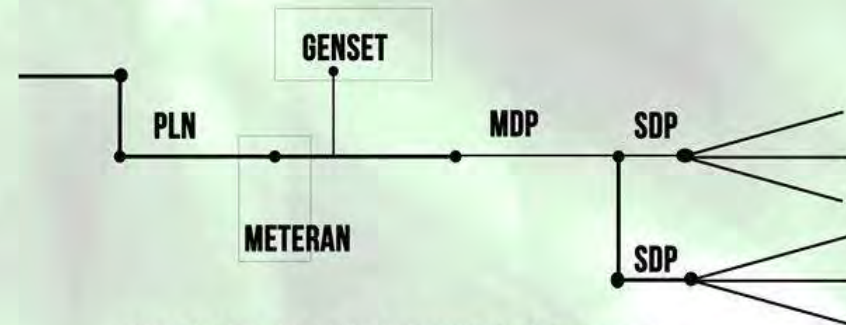 GENSET
PLN
MDP
SDP
METERAN
SDP